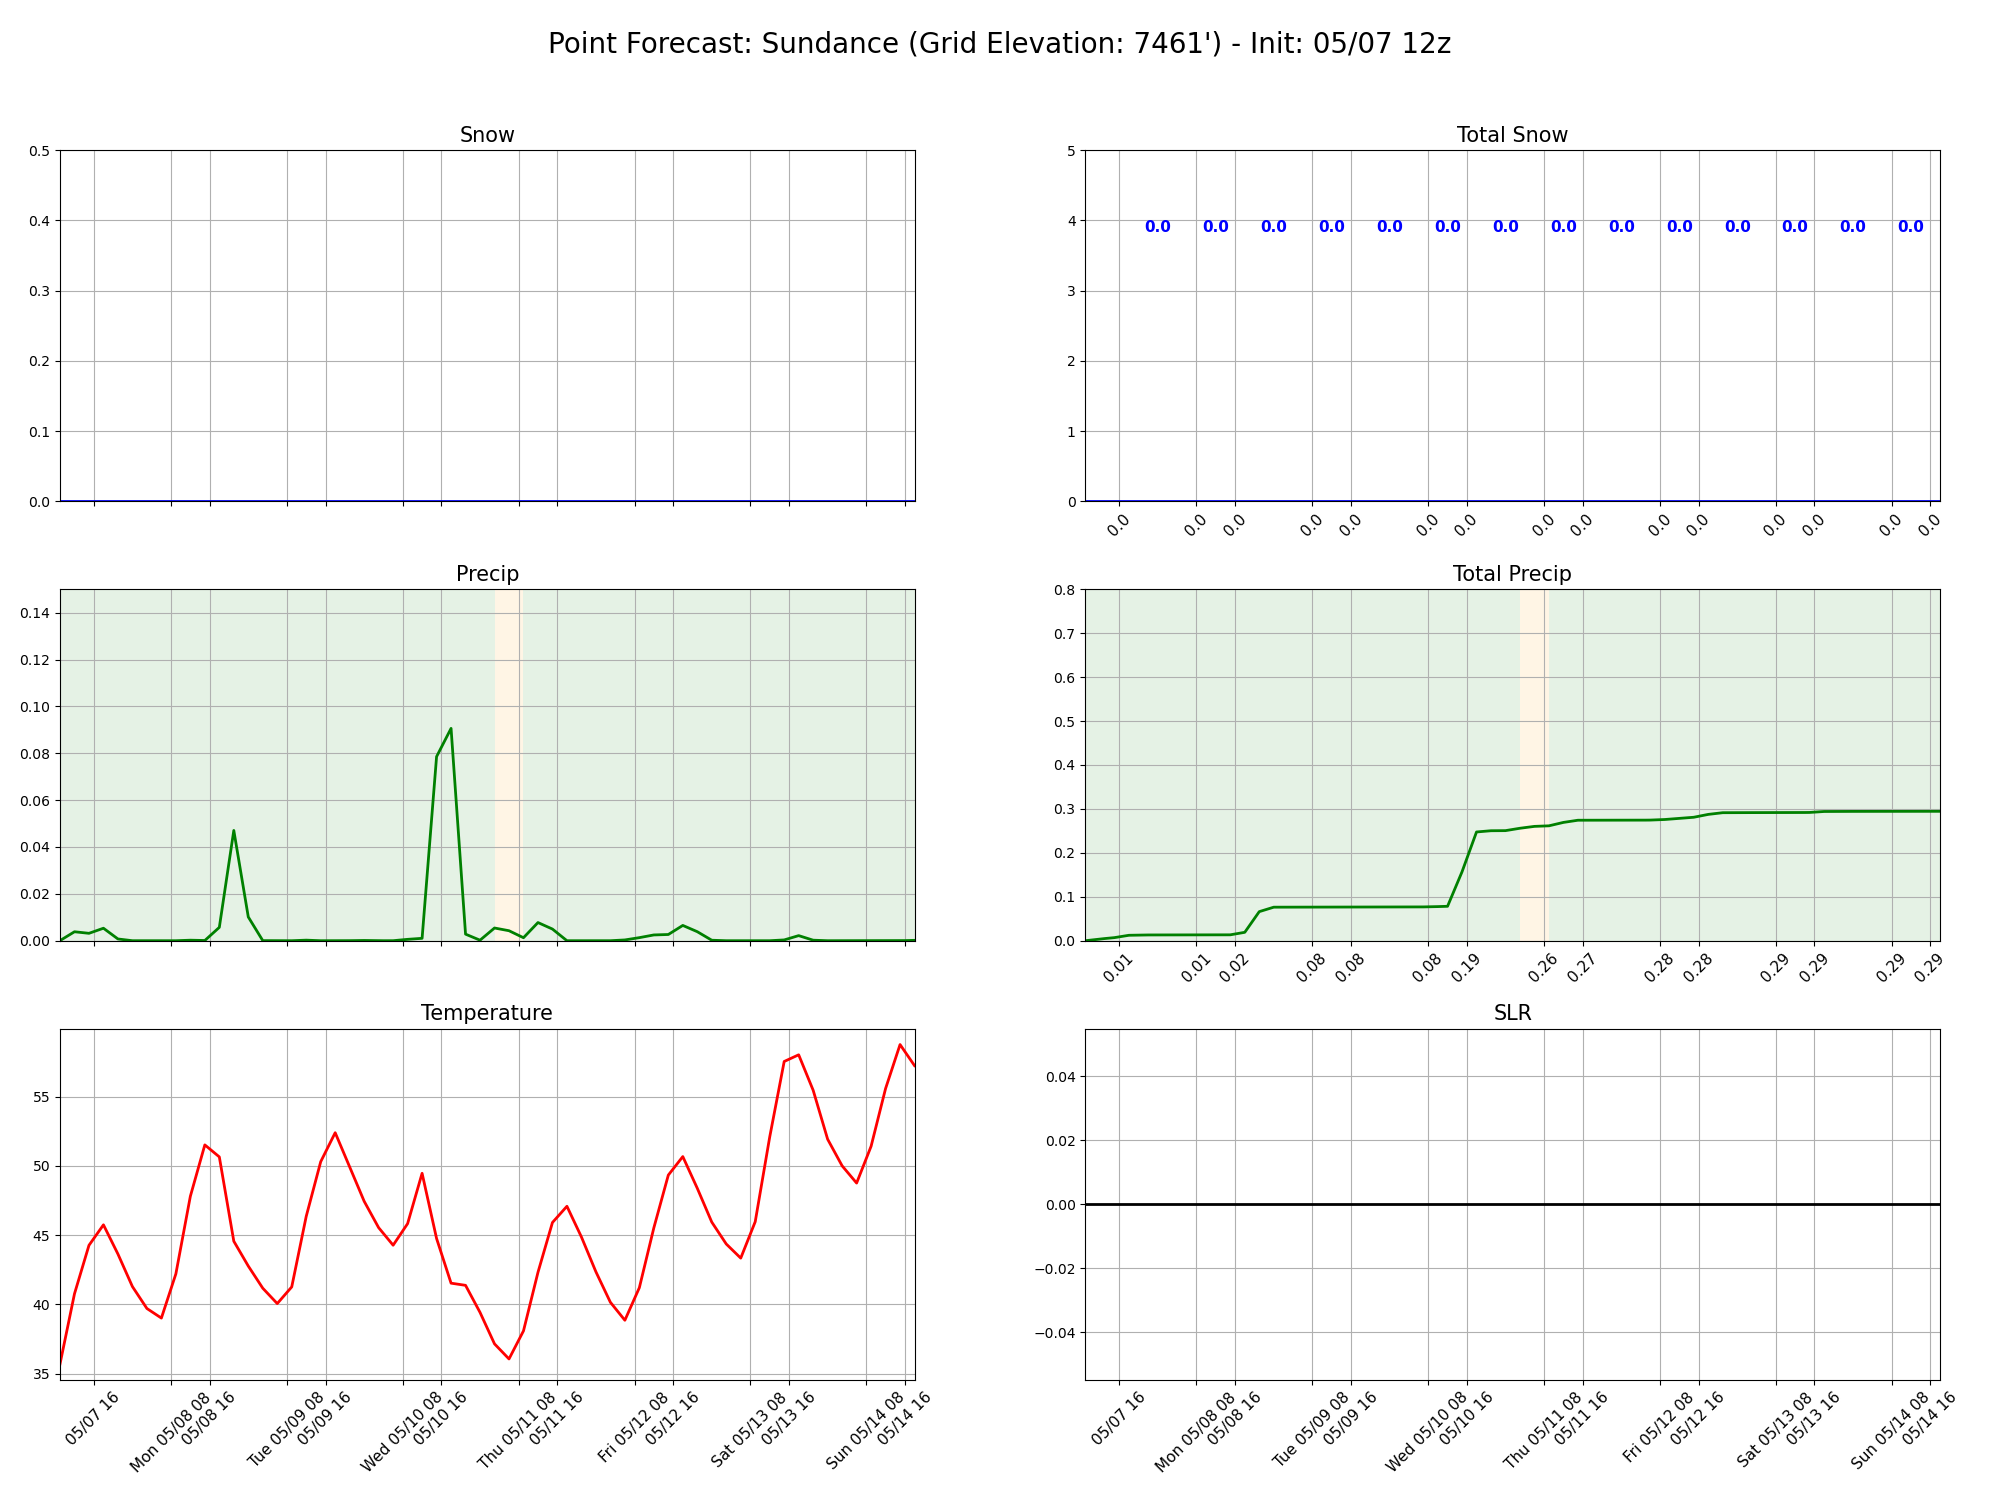 Point Forecast: Sundance (Grid Elevation: 7461') - Init: 05/07 12z
Snow
0.5
0.4
0.3
0.2
0.1
0.0
Total Snow
5
4
3
2
1
0
0.0 0.0 0.0 0.0 0.0 0.0 0.0 0.0 0.0 0.0 0.0 0.0 0.0 0.0
0.0 0.0 0.0 0.0 0.0 0.0 0.0 0.0 0.0 0.0 0.0 0.0 0.0 0.0 0.0
Precip
0.14
0.12
0.10
0.08
0.06
0.04
0.02
0.00
Total Precip
0.8
0.7
0.6
0.5
0.4
0.3
0.2
0.1
0.0
0.01 0.01 0.02 0.08 0.08 0.08 0.19 0.26 0.27 0.28 0.28 0.29 0.29 0.29 0.29
Temperature
55
50
45
40
35
05/07 16
Mon 05/08 08
05/08 16
Tue 05/09 08
05/09 16
Wed 05/10 08
05/10 16
Thu 05/11 08
05/11 16
Fri 05/12 08
05/12 16
Sat 05/13 08
05/13 16
Sun 05/14 08
05/14 16
SLR
0.04
0.02
0.00
−0.02
−0.04
05/07 16
Mon 05/08 08
05/08 16
Tue 05/09 08
05/09 16
Wed 05/10 08
05/10 16
Thu 05/11 08
05/11 16
Fri 05/12 08
05/12 16
Sat 05/13 08
05/13 16
Sun 05/14 08
05/14 16